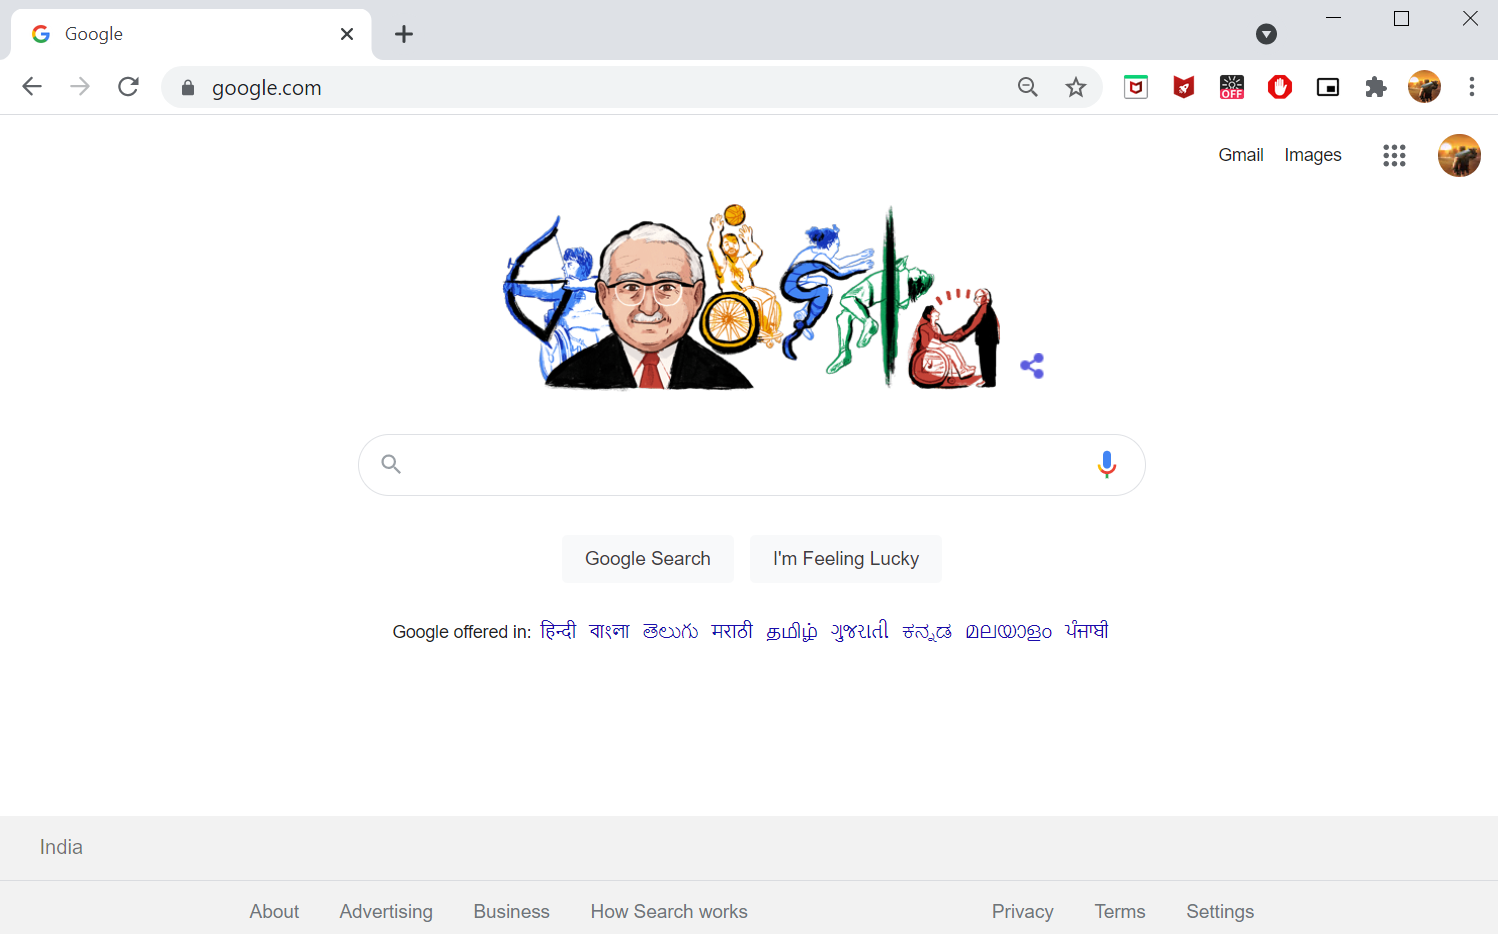 Google
google.com
OFF
Gmail Images
Google Search I'm Feeling Lucky
Google offered in: हिन्दी বাংলা తెలుగు मराठी தமிழ் ગુજરાતી ಕನ್ನಡ മലയാളം ਪੰਜਾਬੀ
India
About Advertising Business How Search works Privacy Terms Settings